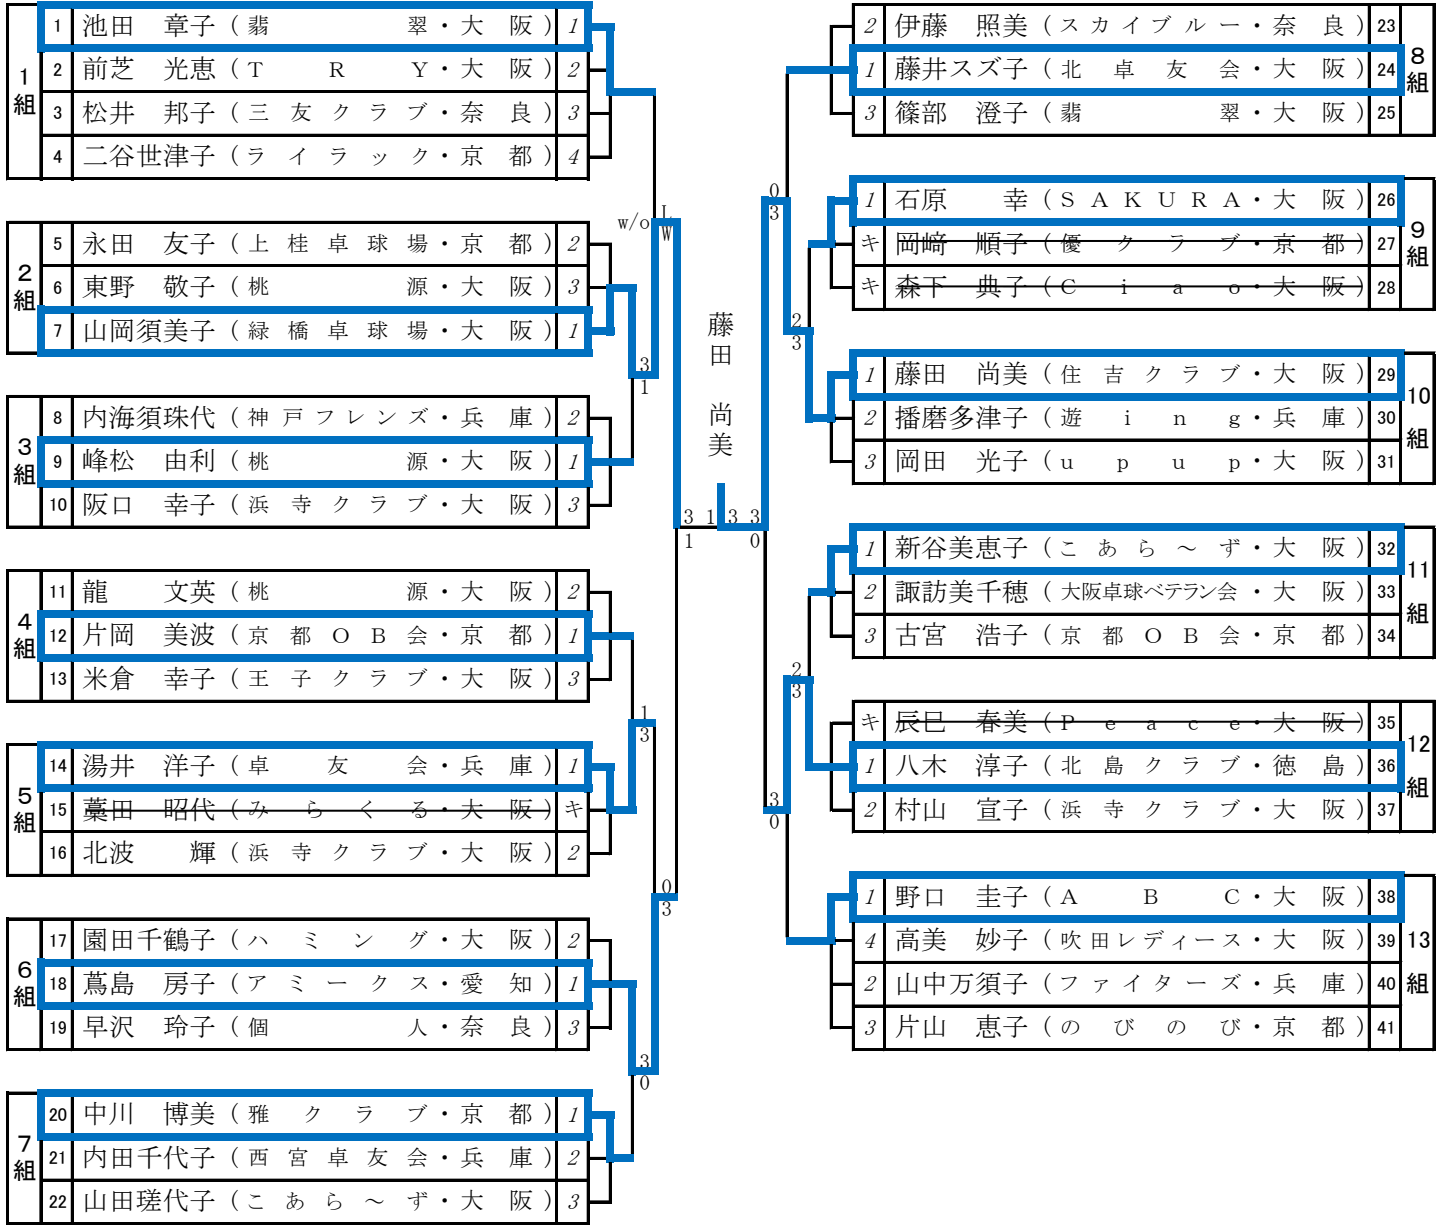 1組
1 池田 章子 ( 翡 翠・大 阪 ) 1
2 前芝 光恵 ( T R Y・大 阪 ) 2
3 松井 邦子 ( 三 友 ク ラ ブ・奈 良 ) 3
4 二谷世津子 ( ラ イ ラ ッ ク・京 都 ) 4
2組
5 永田 友子 ( 上 桂 卓 球 場・京 都 ) 2
6 東野 敬子 ( 桃 源・大 阪 ) 3
7 山岡須美子 ( 緑 橋 卓 球 場・大 阪 ) 1
3組
8 内海須珠代 ( 神 戸 フ レ ン ズ・兵 庫 ) 2
9 峰松 由利 ( 桃 源・大 阪 ) 1
10 阪口 幸子 ( 浜 寺 ク ラ ブ・大 阪 ) 3
4組
11 龍 文英 ( 桃 源・大 阪 ) 2
12 片岡 美波 ( 京 都 O B 会・京 都 ) 1
13 米倉 幸子 ( 王 子 ク ラ ブ・大 阪 ) 3
5組
14 湯井 洋子 ( 卓 友 会・兵 庫 ) 1
15 藁田 昭代 ( み ら く る・大 阪 ) キ
16 北波 輝 ( 浜 寺 ク ラ ブ・大 阪 ) 2
6組
17 園田千鶴子 ( ハ ミ ン グ・大 阪 ) 2
18 蔦島 房子 ( ア ミ ー ク ス・愛 知 ) 1
19 早沢 玲子 ( 個 人・奈 良 ) 3
7組
20 中川 博美 ( 雅 ク ラ ブ・京 都 ) 1
21 内田千代子 ( 西 宮 卓 友 会・兵 庫 ) 2
22 山田瑳代子 ( こ あ ら ～ ず・大 阪 ) 3
w/o
L
W
3
1
1
3
0
3
3
0
3
1
藤田 尚美
1 3
3
0
0
3
2
3
2
3
3
0
2 伊藤 照美 ( ス カ イ ブ ル ー・奈 良 ) 23
1 藤井スズ子 ( 北 卓 友 会・大 阪 ) 24
3 篠部 澄子 ( 翡 翠・大 阪 ) 25
8組
1 石原 幸 ( S A K U R A・大 阪 ) 26
キ 岡﨑 順子 ( 優 ク ラ ブ・京 都 ) 27
キ 森下 典子 ( C i a o・大 阪 ) 28
9組
1 藤田 尚美 ( 住 吉 ク ラ ブ・大 阪 ) 29
2 播磨多津子 ( 遊 i n g・兵 庫 ) 30
3 岡田 光子 ( u p u p・大 阪 ) 31
10組
1 新谷美恵子 ( こ あ ら ～ ず・大 阪 ) 32
2 諏訪美千穂 ( 大阪卓球ベテラン会・大 阪 ) 33
3 古宮 浩子 ( 京 都 O B 会・京 都 ) 34
11組
キ 辰巳 春美 ( P e a c e・大 阪 ) 35
1 八木 淳子 ( 北 島 ク ラ ブ・徳 島 ) 36
2 村山 宣子 ( 浜 寺 ク ラ ブ・大 阪 ) 37
12組
1 野口 圭子 ( A B C・大 阪 ) 38
4 高美 妙子 ( 吹 田 レ デ ィ ー ス・大 阪 ) 39
2 山中万須子 ( フ ァ イ タ ー ズ・兵 庫 ) 40
3 片山 恵子 ( の び の び・京 都 ) 41
13組